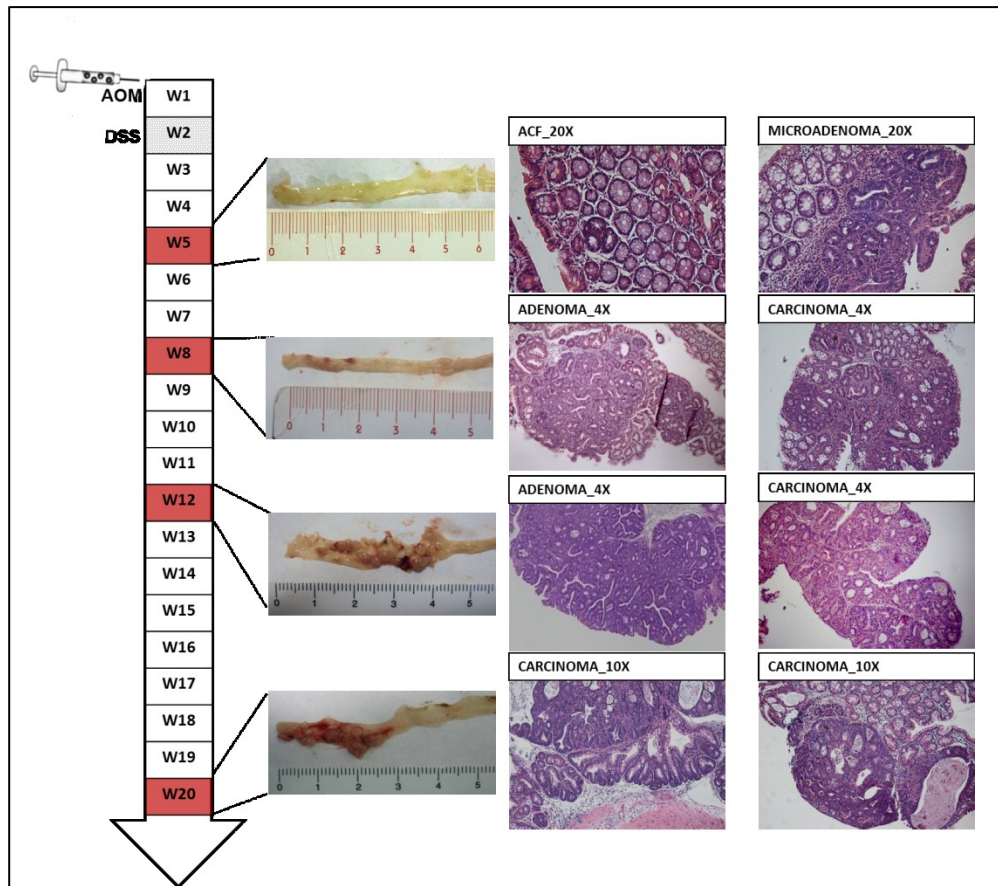 AOM
W1
DSS
W2
W3
W4
W5
W6
W7
W8
W9
W10
W11
W12
W13
W14
W15
W16
W17
W18
W19
W20
0 1 2 3 4 5 6
0 1 2 3 4 5
0 1 2 3 4 5
0 1 2 3 4 5
ACF_20X
MICROADENOMA_20X
ADENOMA_4X
CARCINOMA_4X
ADENOMA_4X
CARCINOMA_4X
CARCINOMA_10X
CARCINOMA_10X